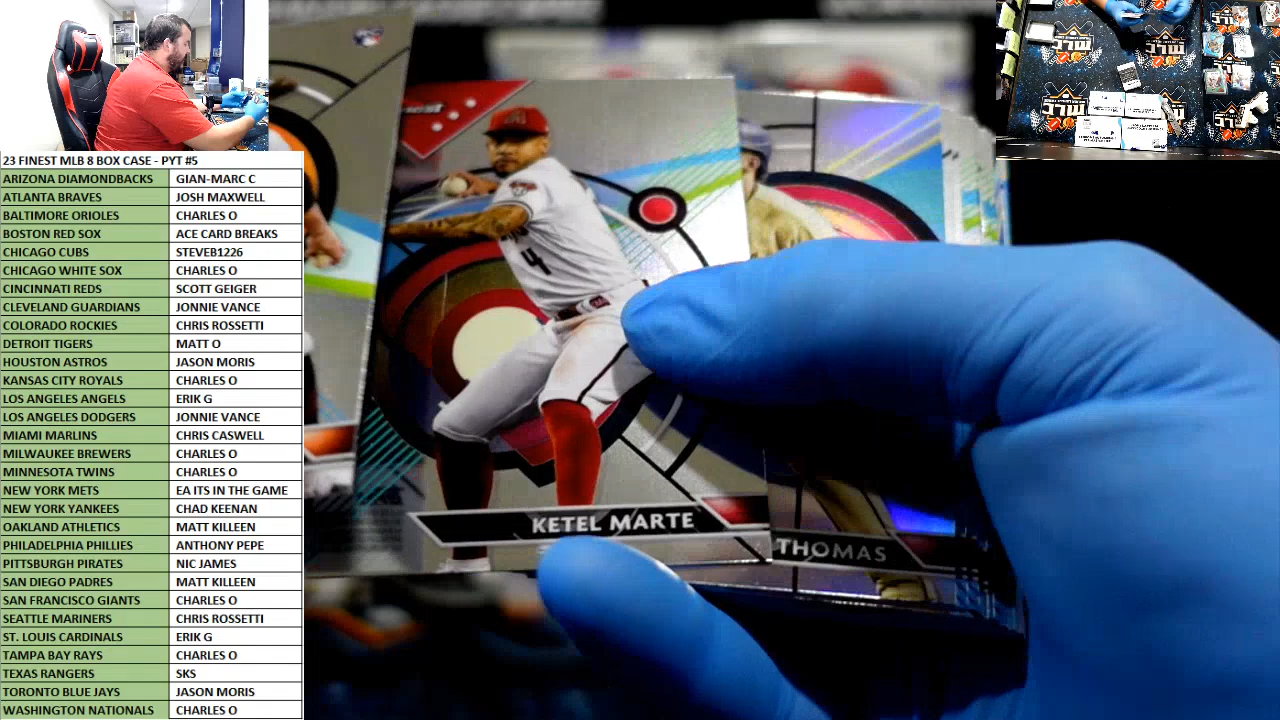 23 FINEST MLB 8 BOX CASE - PYT #5
ARIZONA DIAMONDBACKS GIAN-MARC C
ATLANTA BRAVES JOSH MAXWELL
BALTIMORE ORIOLES CHARLES O
BOSTON RED SOX ACE CARD BREAKS
CHICAGO CUBS STEVEB1226
CHICAGO WHITE SOX CHARLES O
CINCINNATI REDS SCOTT GEIGER
CLEVELAND GUARDIANS JONNIE VANCE
COLORADO ROCKIES CHRIS ROSSETTI
DETROIT TIGERS MATT O
HOUSTON ASTROS JASON MORIS
KANSAS CITY ROYALS CHARLES O
LOS ANGELES ANGELS ERIK G
LOS ANGELES DODGERS JONNIE VANCE
MIAMI MARLINS CHRIS CASWELL
MILWAUKEE BREWERS CHARLES O
MINNESOTA TWINS CHARLES O
NEW YORK METS EA ITS IN THE GAME
NEW YORK YANKEES CHAD KEENAN
OAKLAND ATHLETICS MATT KILLEEN
PHILADELPHIA PHILLIES ANTHONY PEPE
PITTSBURGH PIRATES NIC JAMES
SAN DIEGO PADRES MATT KILLEEN
SAN FRANCISCO GIANTS CHARLES O
SEATTLE MARINERS CHRIS ROSSETTI
ST. LOUIS CARDINALS ERIK G
TAMPA BAY RAYS CHARLES O
TEXAS RANGERS SKS
TORONTO BLUE JAYS JASON MORIS
WASHINGTON NATIONALS CHARLES O
4
KETEL MARTE
THOMAS